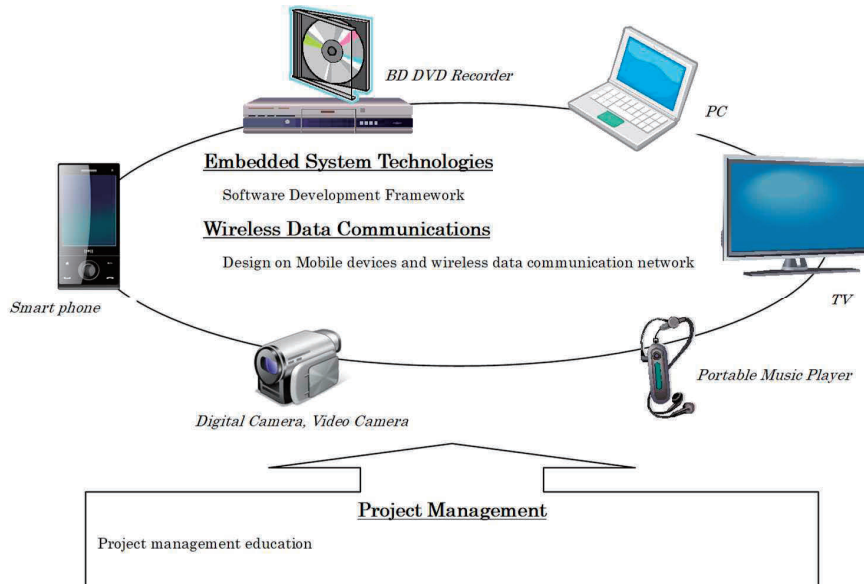 BD DVD Recorder
PC
Embedded System Technologies
Software Development Framework
Wireless Data Communications
Design on Mobile devices and wireless data communication network
Smart phone
TV
Portable Music Player
Digital Camera, Video Camera
Project Management
Project management education